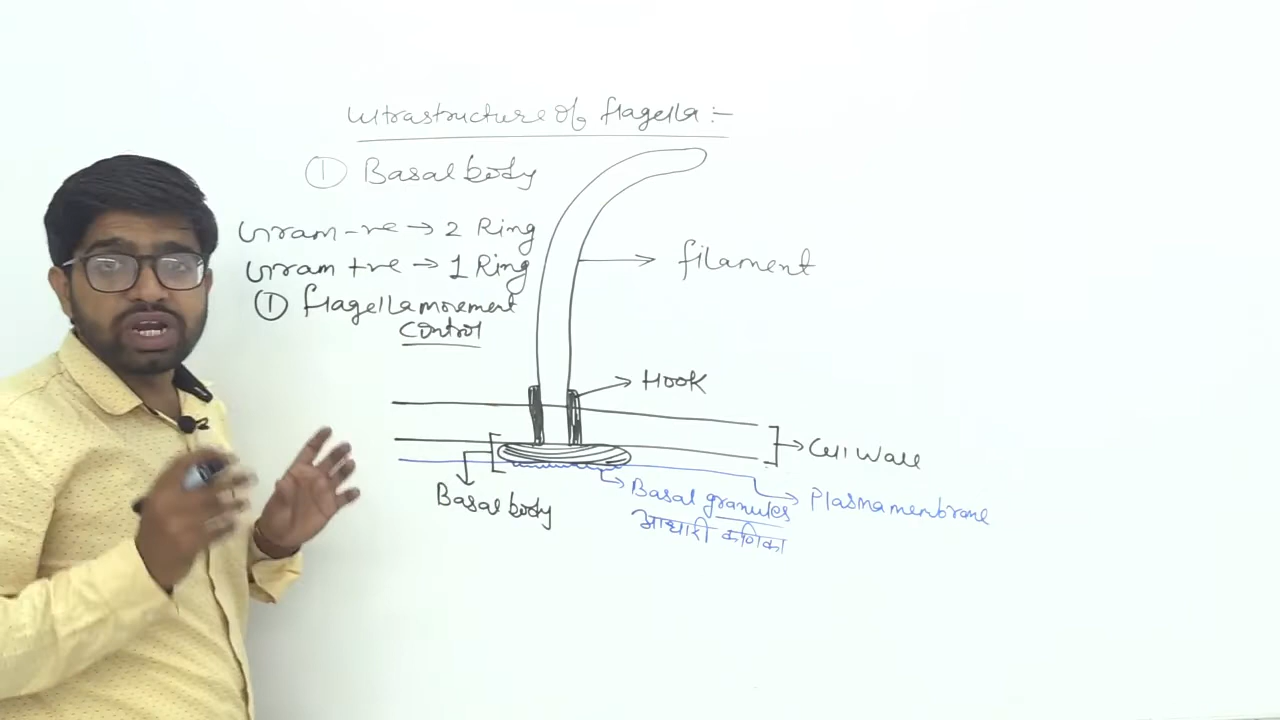 Ultrastructure of flagella :-
① Basal body
Gram -ve → 2 Ring
Gram +ve → 1 Ring
① flagella movement
control
filament
Hook
Cell wall
Basal body
Basal granules
आधारी कणिका
Plasma membrane